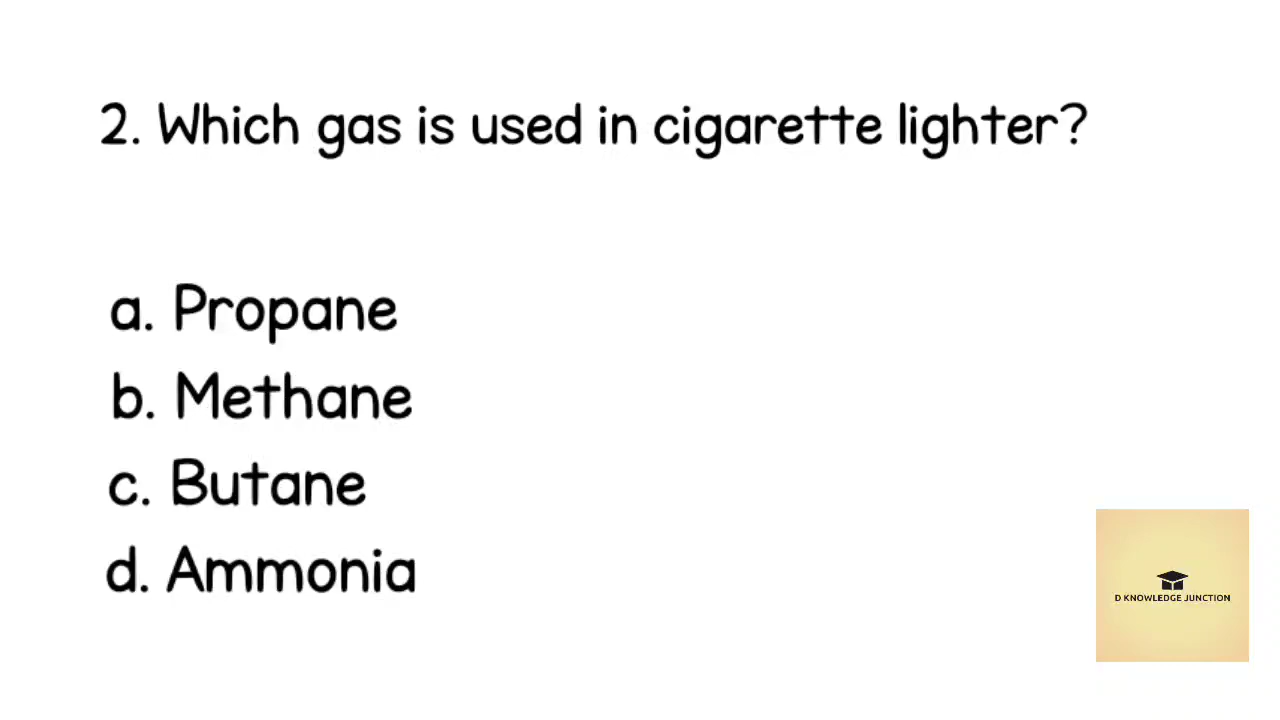 2. Which gas is used in cigarette lighter?
a. Propane
b. Methane
c. Butane
d. Ammonia
D KNOWLEDGE JUNCTION